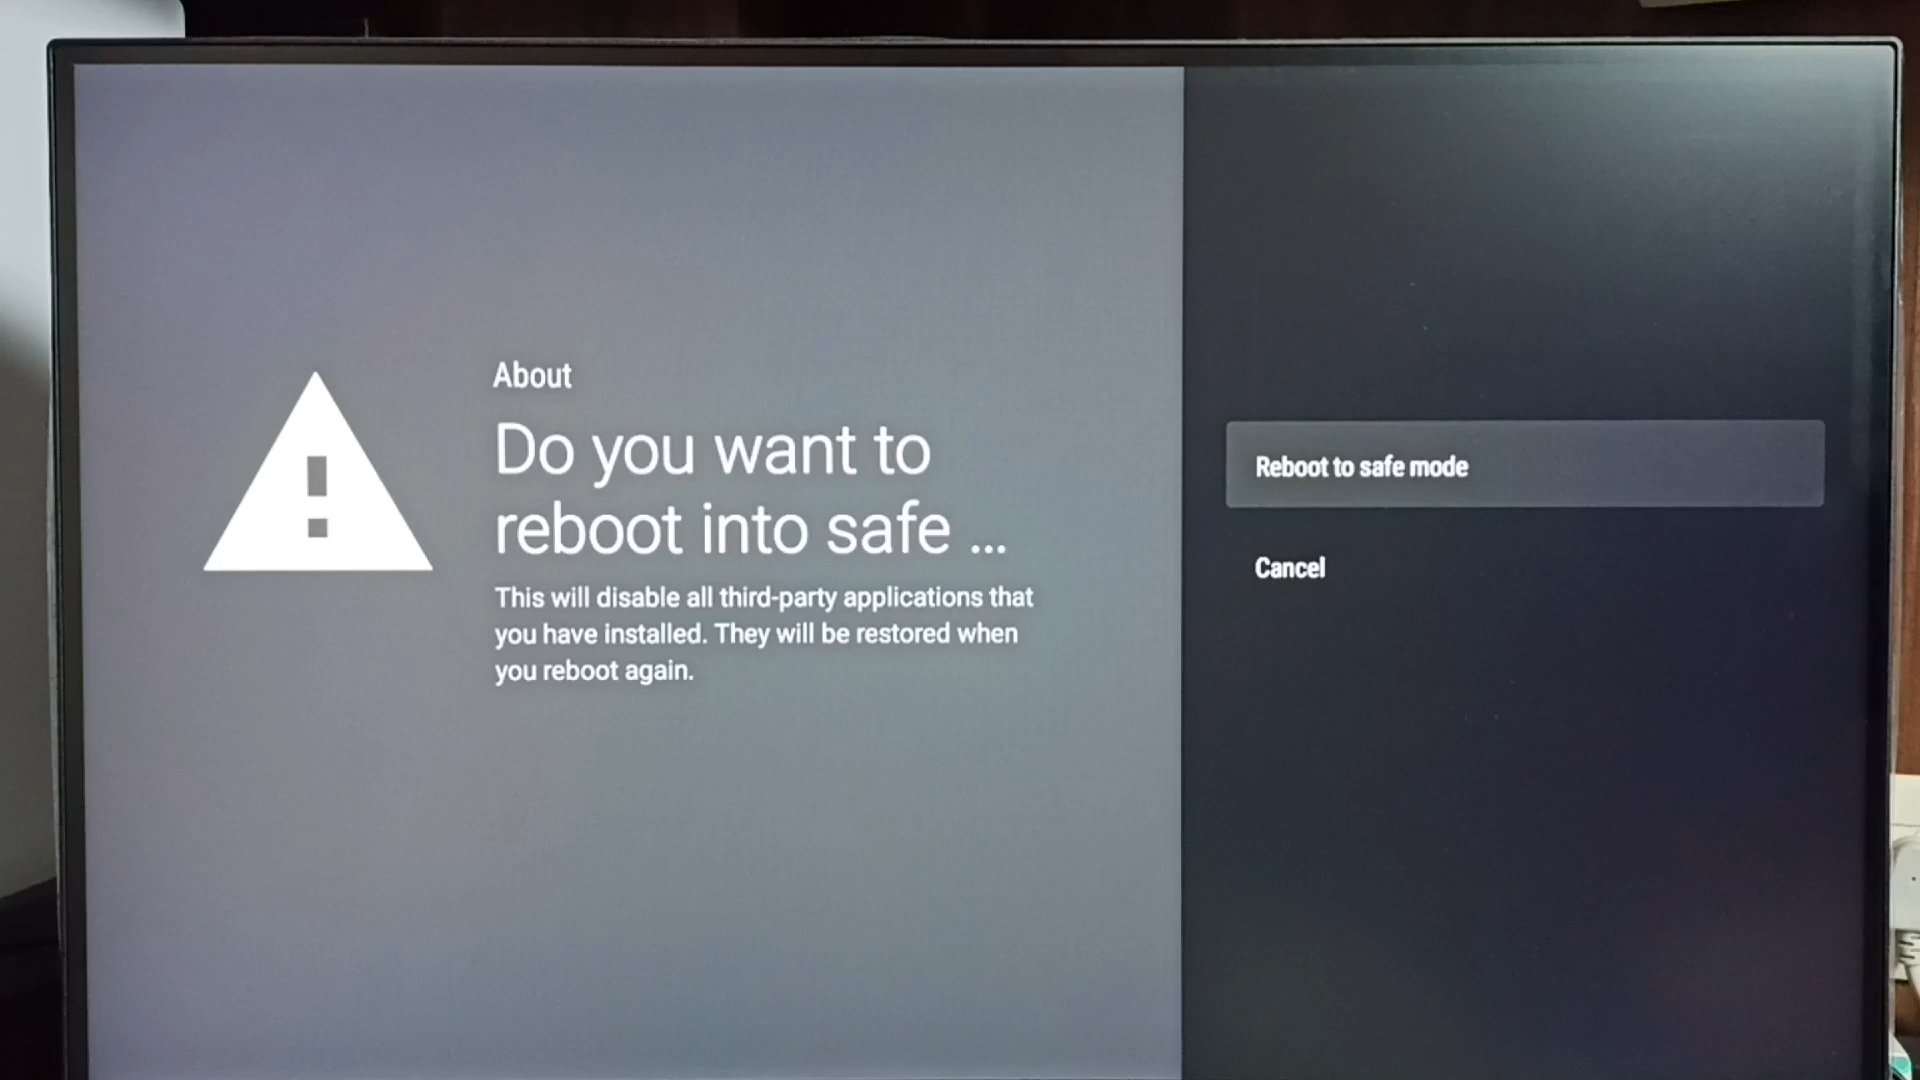 About
Do you want to
reboot into safe ...
This will disable all third-party applications that
you have installed. They will be restored when
you reboot again.
Reboot to safe mode
Cancel